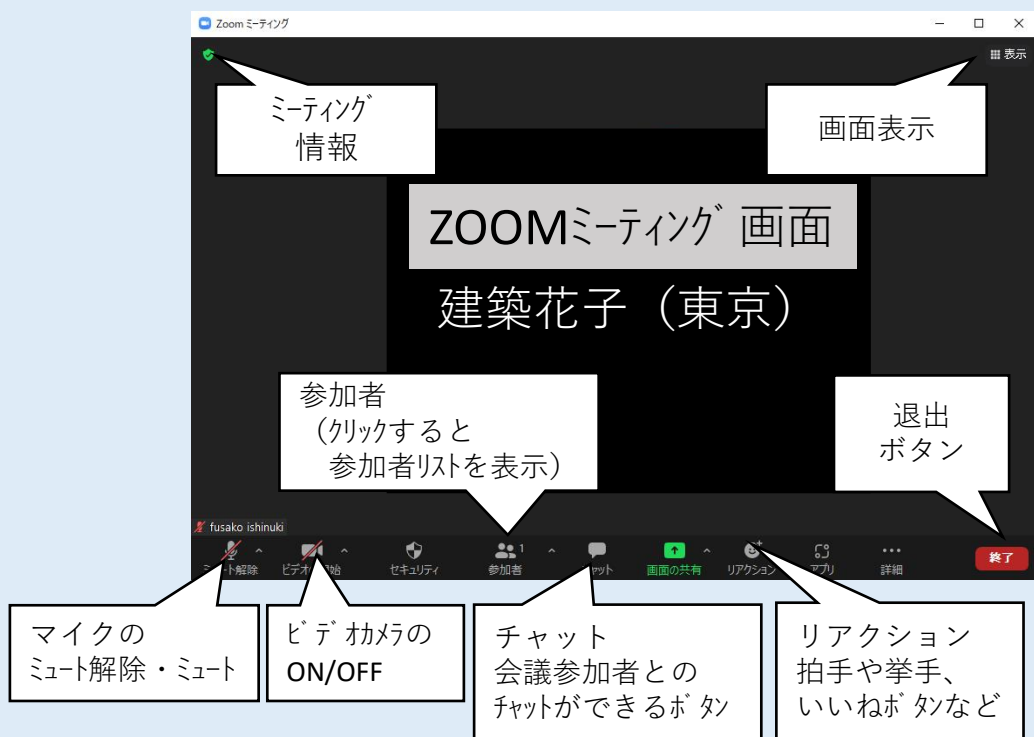 Zoom ミーティング
表示
ﾐｰﾃｨﾝｸﾞ
情報
画面表示
ZOOMﾐｰﾃｨﾝｸﾞ 画面
建築花子（東京）
参加者
（ｸﾘｯｸすると
参加者ﾘｽﾄを表示）
退出
ボタン
fusako ishinuki
セキュリティ
参加者
1
画面の共有
リアクション
アプリ
詳細
終了
マイクの
ﾐｭｰﾄ解除・ﾐｭｰﾄ
ﾋﾞﾃﾞｵｶﾒﾗの
ON/OFF
チャット
会議参加者との
ﾁｬｯﾄができるﾎﾞﾀﾝ
リアクション
拍手や挙手、
いいねﾎﾞﾀﾝなど